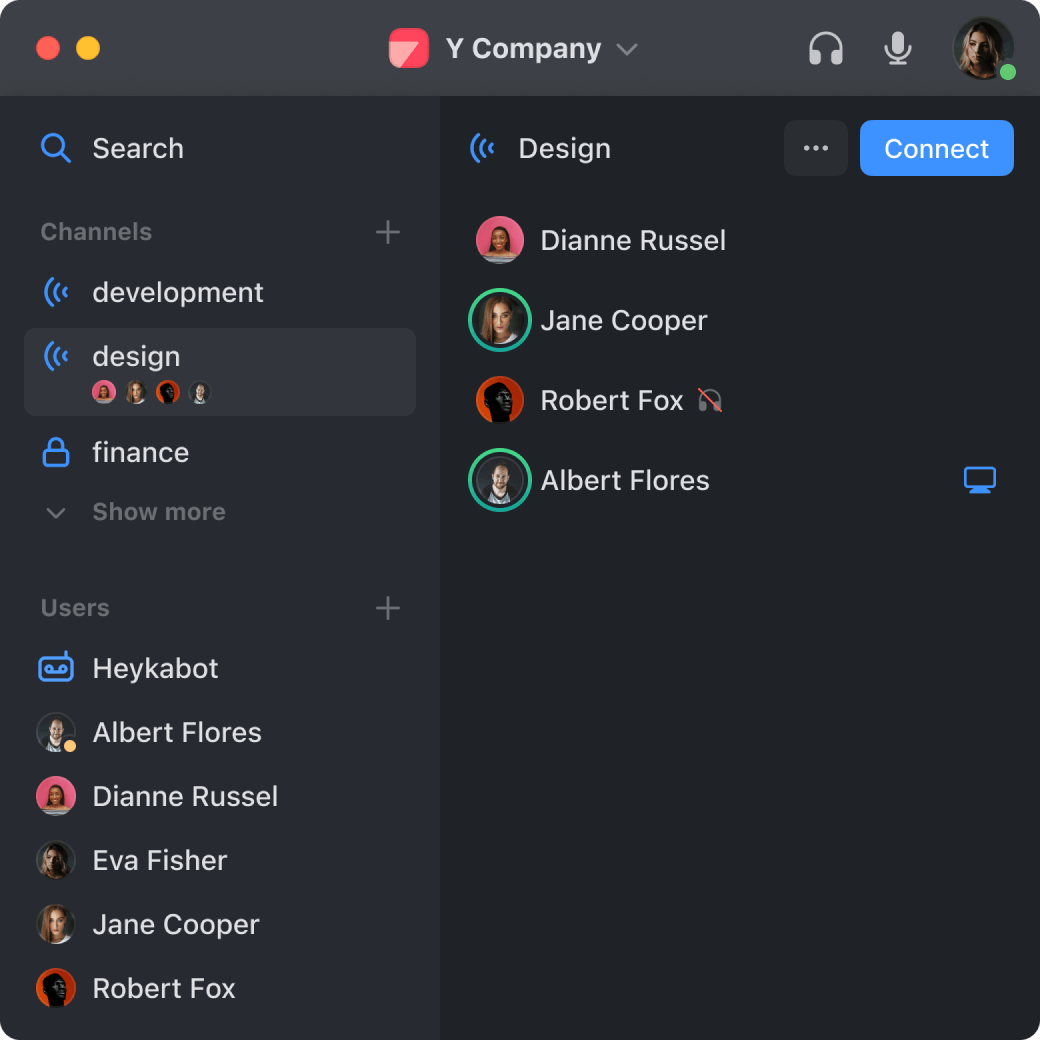 Y Company
Search
Channels
development
design
finance
Show more
Users
Heykabot
Albert Flores
Dianne Russel
Eva Fisher
Jane Cooper
Robert Fox
Design
Connect
Dianne Russel
Jane Cooper
Robert Fox
Albert Flores